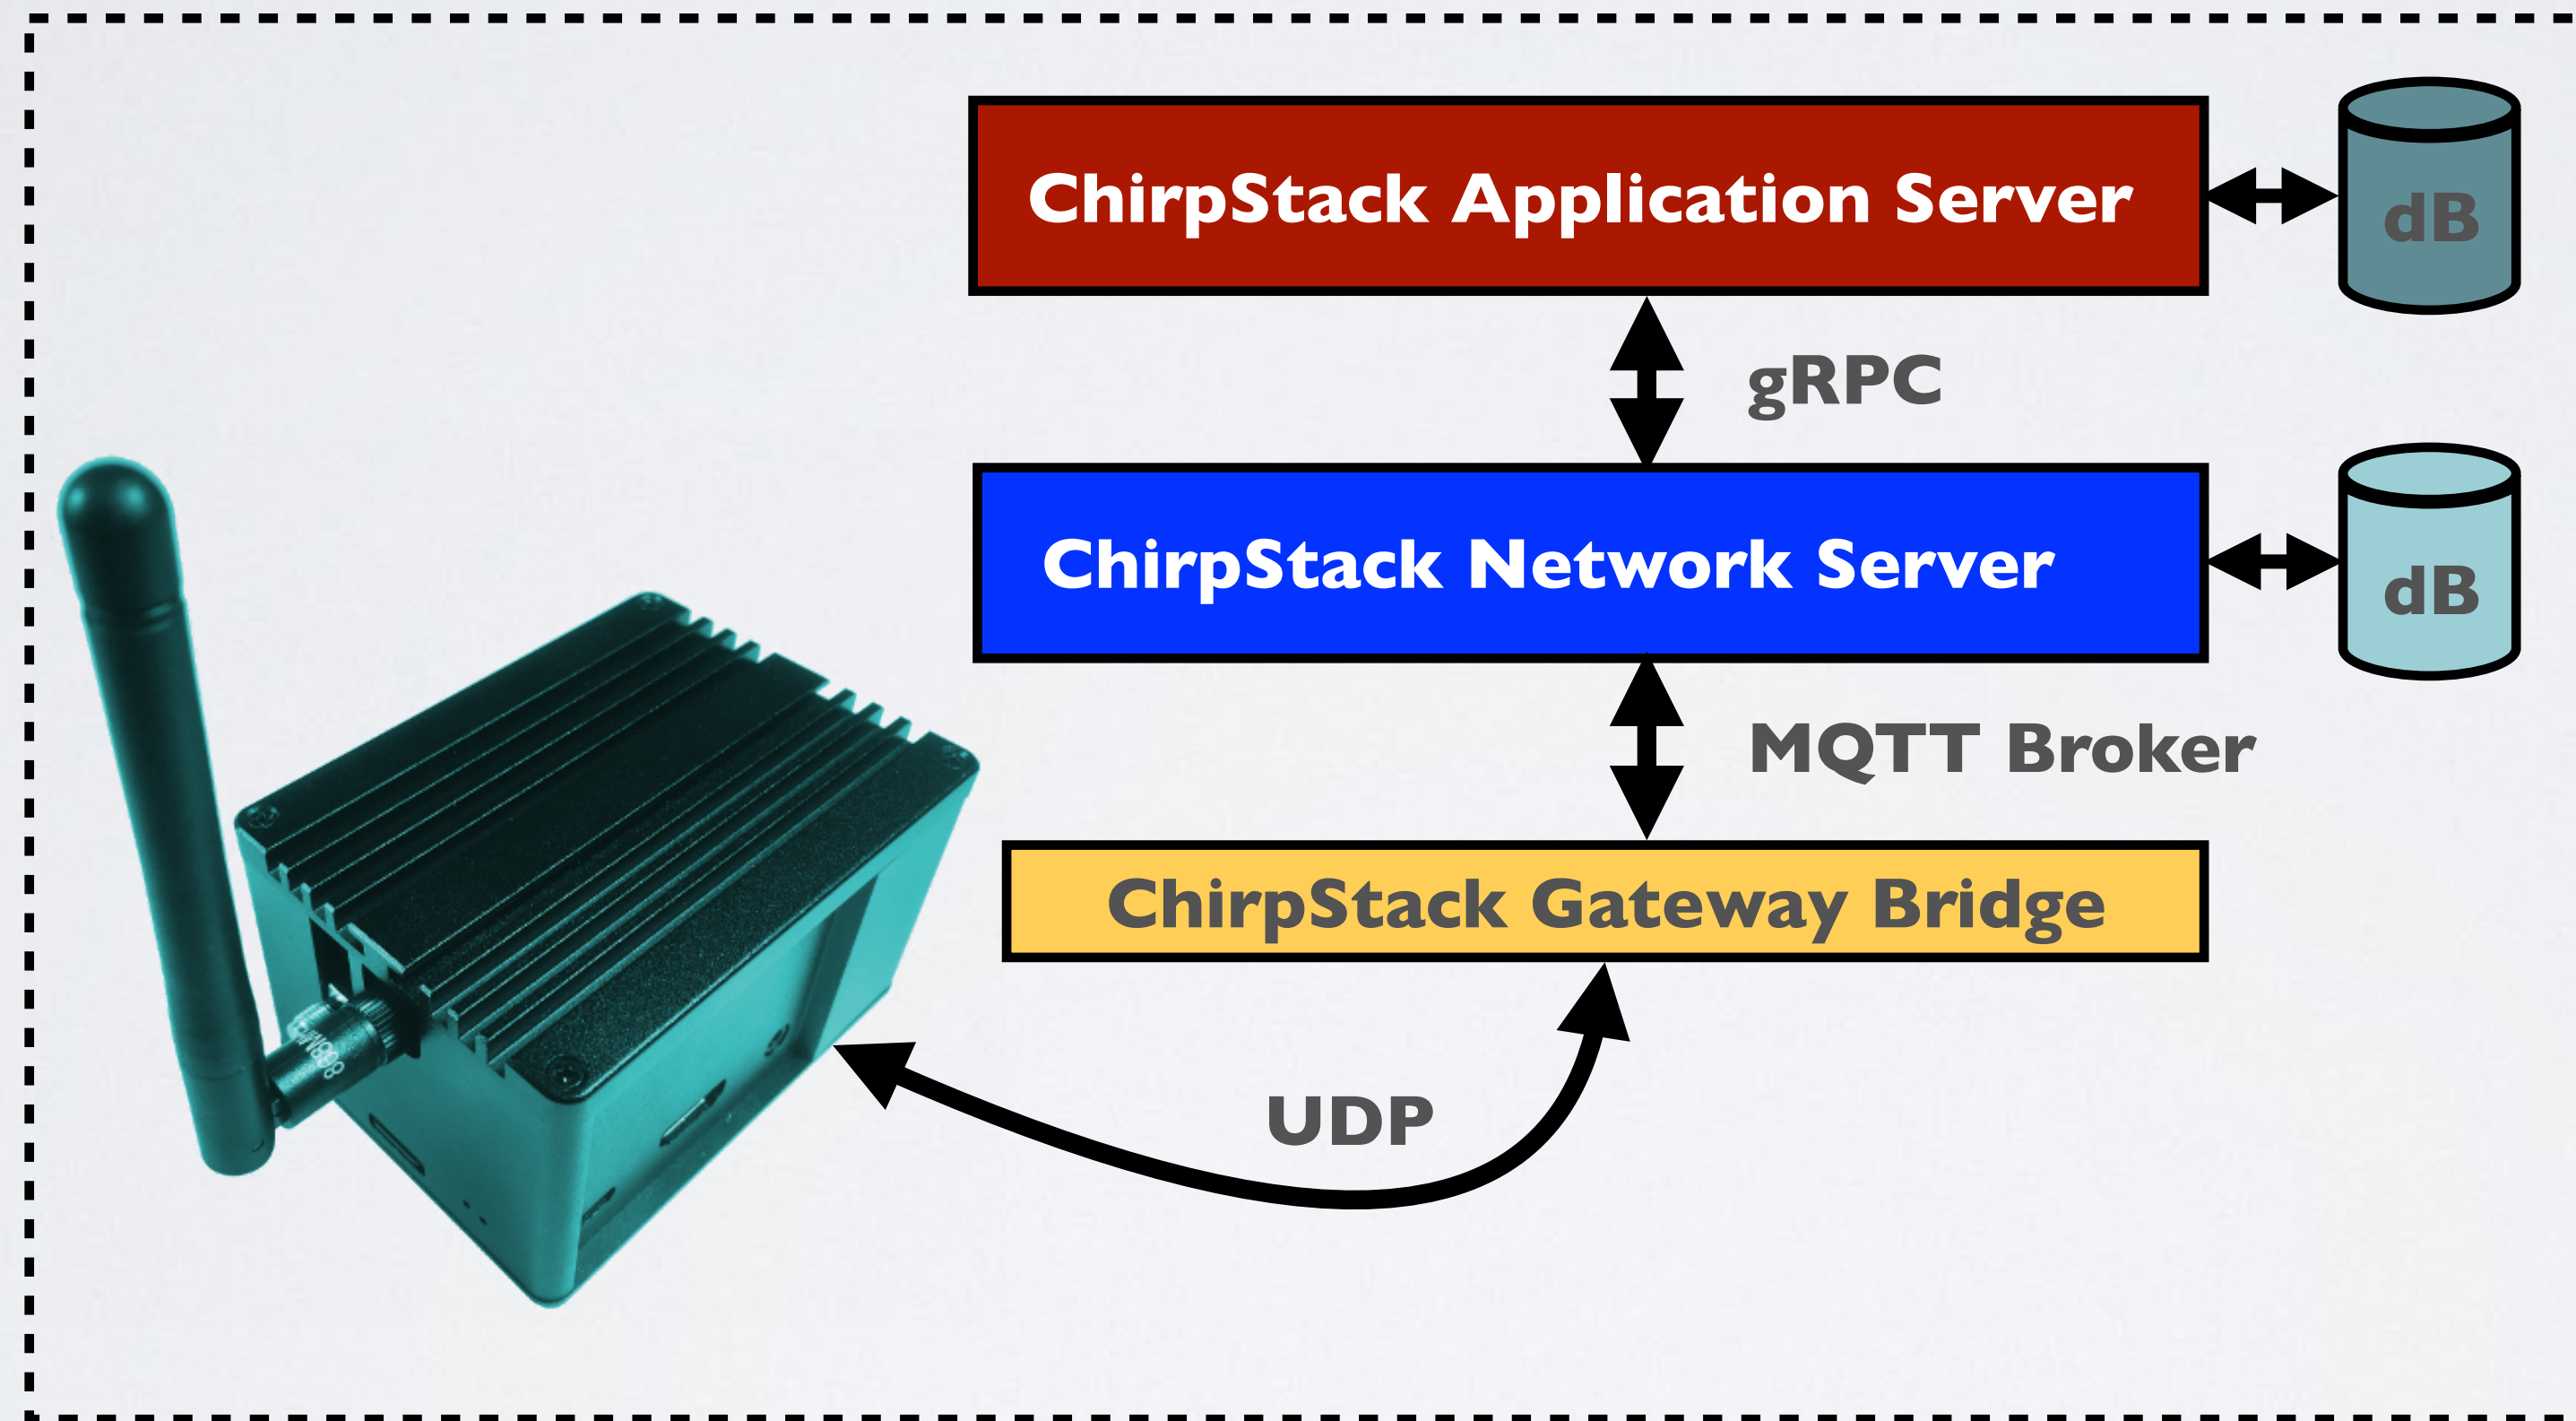 ChirpStack Application Server
dB
gRPC
ChirpStack Network Server
dB
MQTT Broker
ChirpStack Gateway Bridge
UDP